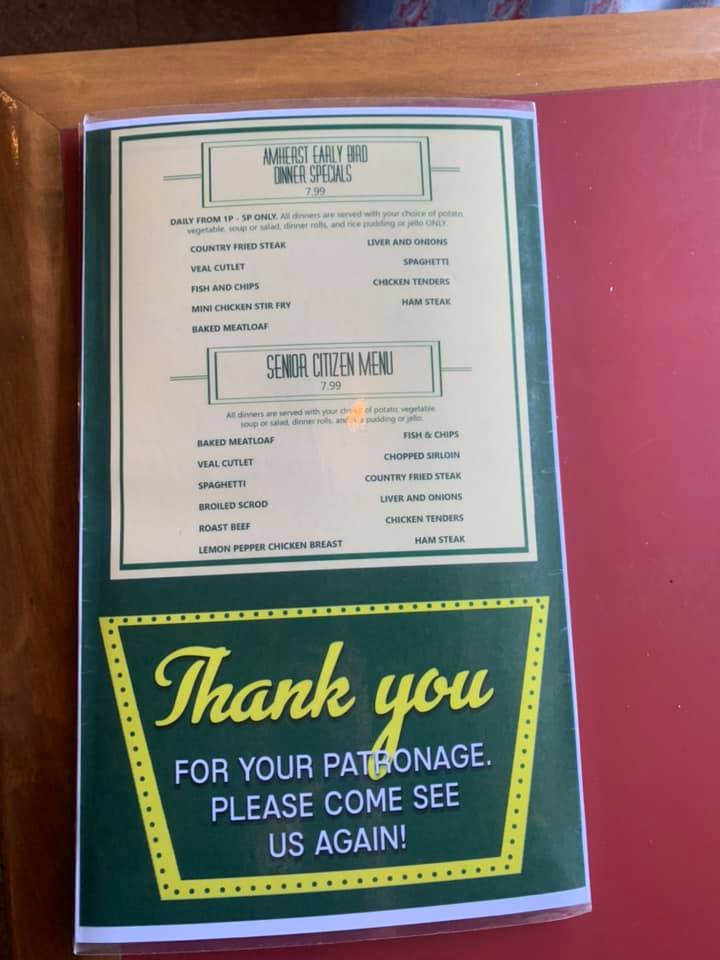 AMHERST EARLY BIRD
DINNER SPECIALS
7.99
DAILY FROM 1P - 5P ONLY. All dinners are served with your choice of potato,
vegetable, soup or salad, dinner rolls, and rice pudding or jello ONLY.
COUNTRY FRIED STEAK
VEAL CUTLET
FISH AND CHIPS
MINI CHICKEN STIR FRY
BAKED MEATLOAF
LIVER AND ONIONS
SPAGHETTI
CHICKEN TENDERS
HAM STEAK
SENIOR CITIZEN MENU
7.99
All dinners are served with your choice of potato, vegetable,
soup or salad, dinner rolls, and rice pudding or jello.
BAKED MEATLOAF
VEAL CUTLET
SPAGHETTI
BROILED SCROD
ROAST BEEF
LEMON PEPPER CHICKEN BREAST
FISH & CHIPS
CHOPPED SIRLOIN
COUNTRY FRIED STEAK
LIVER AND ONIONS
CHICKEN TENDERS
HAM STEAK
Thank you
FOR YOUR PATRONAGE.
PLEASE COME SEE
US AGAIN!